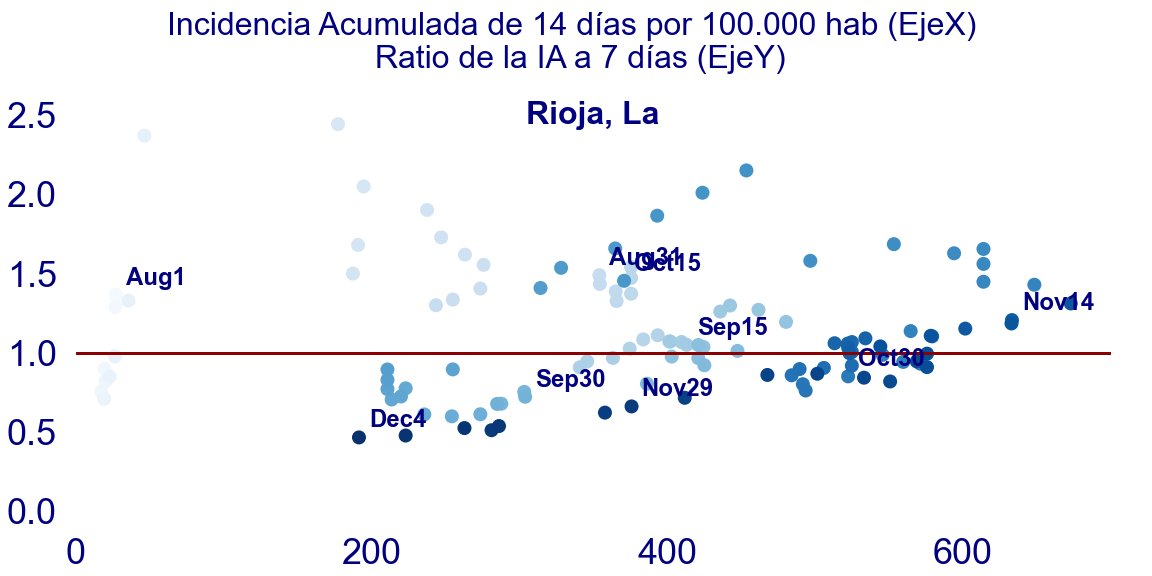 Incidencia Acumulada de 14 días por 100.000 hab (EjeX)
Ratio de la IA a 7 días (EjeY)
Rioja, La
2.5
2.0
1.5
1.0
0.5
0.0
Aug1
Aug31
Oct15
Nov14
Sep15
Oct30
Sep30
Nov29
Dec4
0
200
400
600